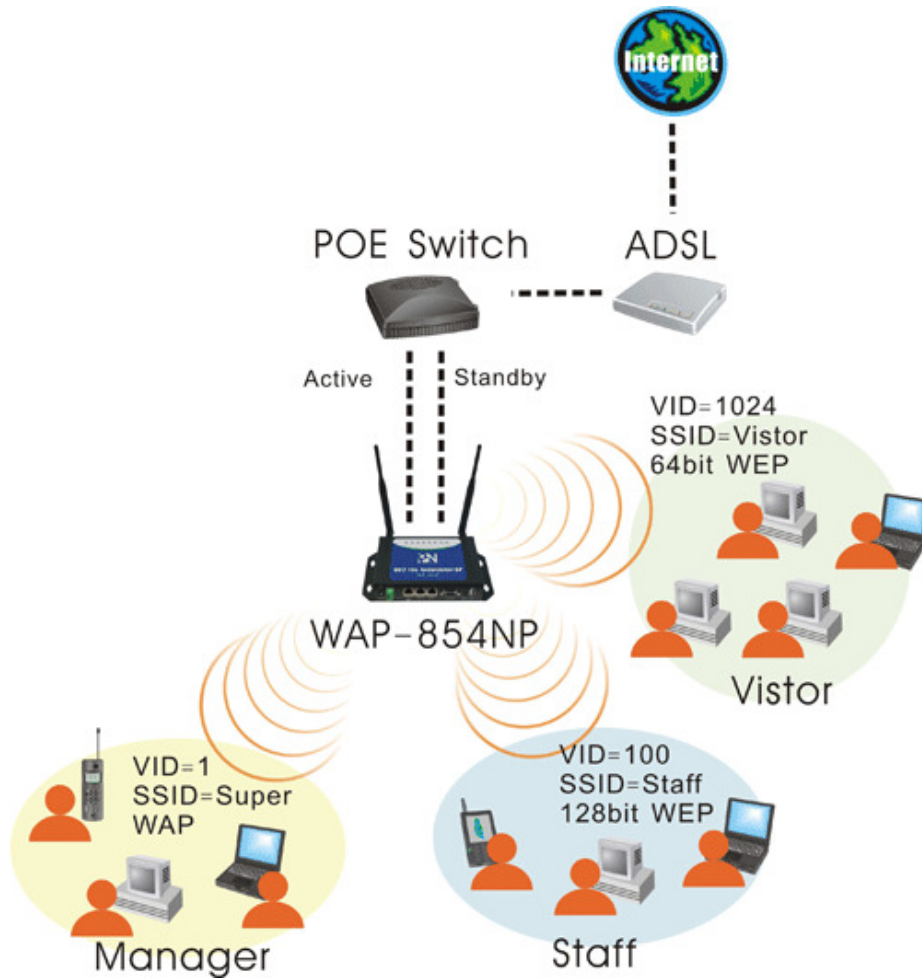 Internet
POE Switch
ADSL
Active
Standby
VID=1024
SSID=Vistor
64bit WEP
WAP-854NP
Vistor
VID=1
SSID=Super
WAP
VID=100
SSID=Staff
128bit WEP
Manager
Staff